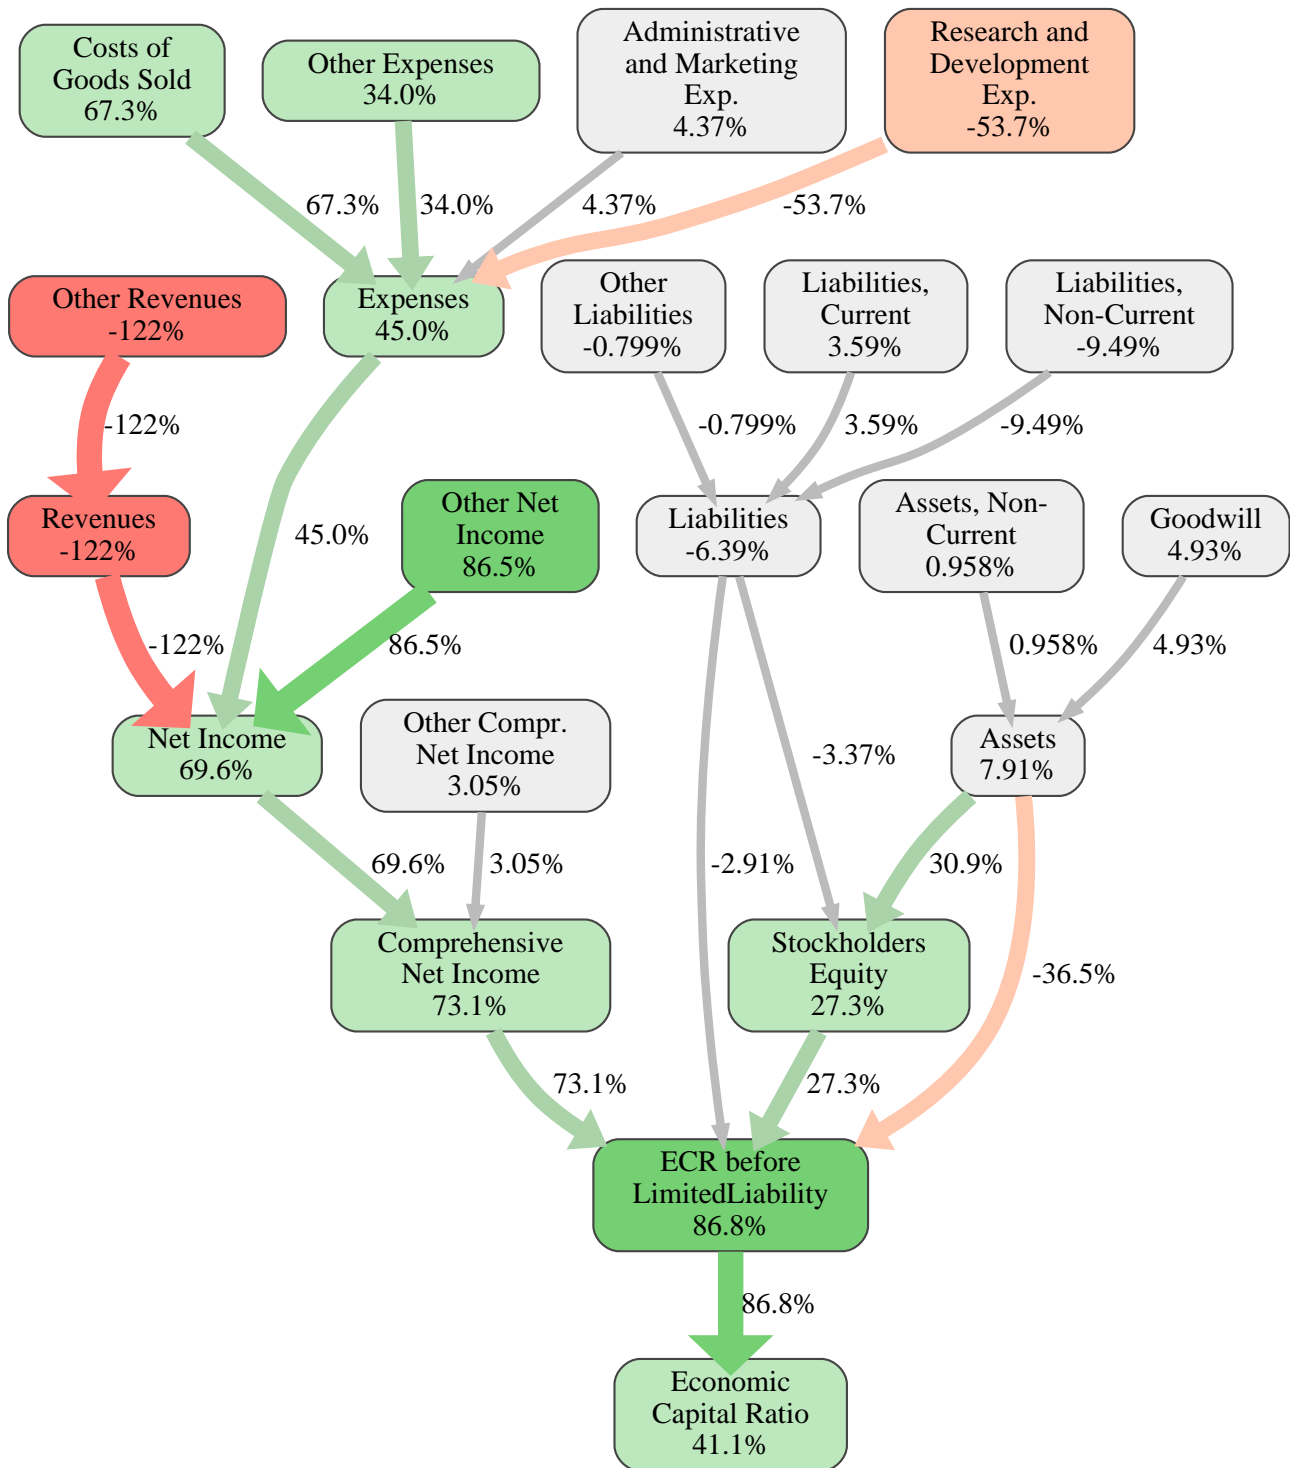 Costs of
Goods Sold
67.3%
Other Expenses
34.0%
Administrative
and Marketing
Exp.
4.37%
Research and
Development
Exp.
-53.7%
67.3%
34.0%
4.37%
-53.7%
Other Revenues
-122%
Expenses
45.0%
Other
Liabilities
-0.799%
Liabilities,
Current
3.59%
Liabilities,
Non-Current
-9.49%
-122%
-0.799%
3.59%
-9.49%
Revenues
-122%
45.0%
Other Net
Income
86.5%
Liabilities
-6.39%
Assets, Non-
Current
0.958%
Goodwill
4.93%
-122%
86.5%
0.958%
4.93%
Net Income
69.6%
Other Compr.
Net Income
3.05%
-3.37%
Assets
7.91%
69.6%
3.05%
-2.91%
30.9%
Comprehensive
Net Income
73.1%
Stockholders
Equity
27.3%
-36.5%
73.1%
27.3%
ECR before
LimitedLiability
86.8%
86.8%
Economic
Capital Ratio
41.1%